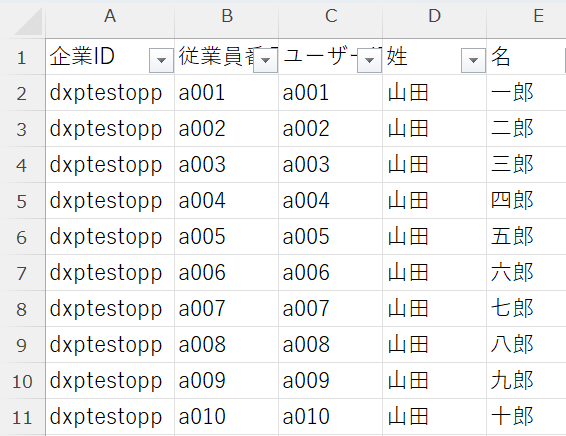 A B C D E
1 企業ID 従業員番 ユーザー 姓 名
2 dxptestopp a001 a001 山田 一郎
3 dxptestopp a002 a002 山田 二郎
4 dxptestopp a003 a003 山田 三郎
5 dxptestopp a004 a004 山田 四郎
6 dxptestopp a005 a005 山田 五郎
7 dxptestopp a006 a006 山田 六郎
8 dxptestopp a007 a007 山田 七郎
9 dxptestopp a008 a008 山田 八郎
10 dxptestopp a009 a009 山田 九郎
11 dxptestopp a010 a010 山田 十郎